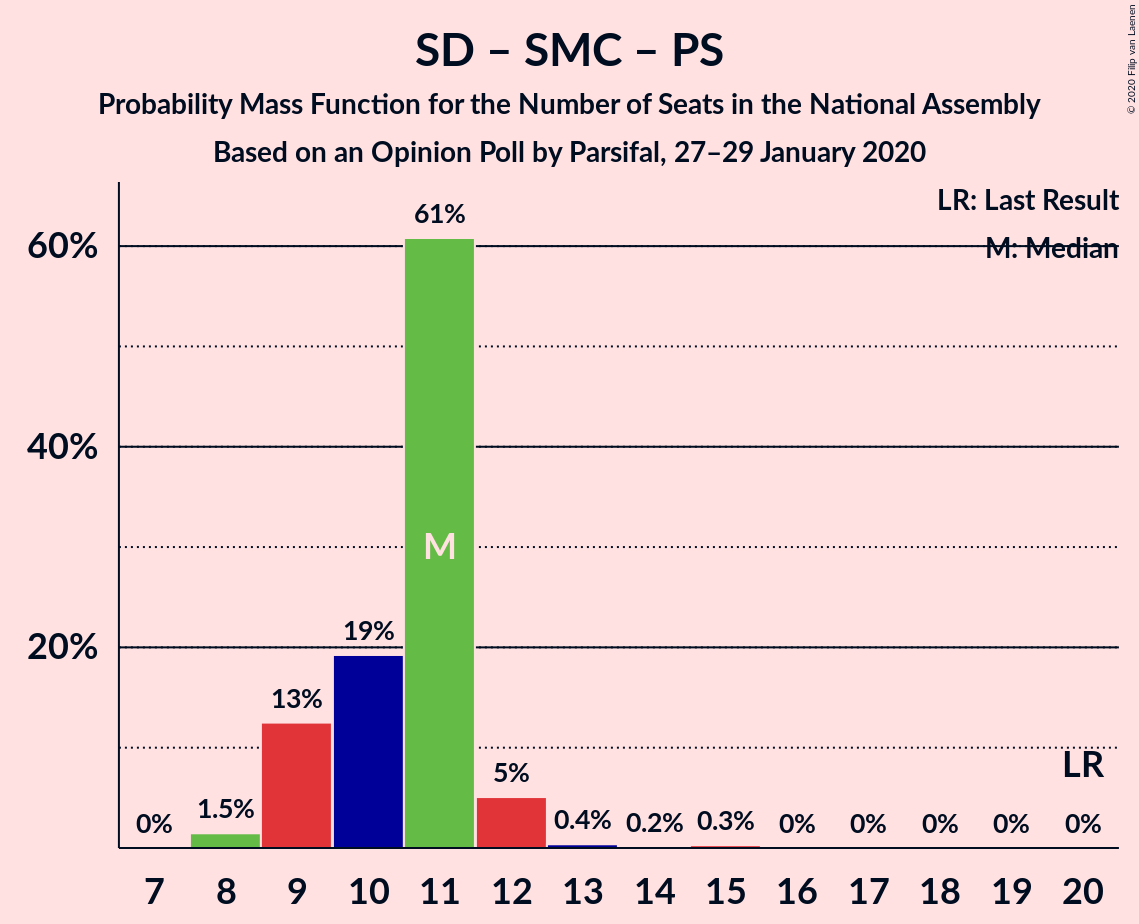 SD – SMC – PS
Probability Mass Function for the Number of Seats in the National Assembly
Based on an Opinion Poll by Parsifal, 27–29 January 2020
© 2020 Filip van Laenen
LR: Last Result
M: Median
60%
40%
20%
0%
1.5%
13%
19%
61%
5%
0.4%
0.2%
0.3%
0%
0%
0%
0%
0%
M
LR
7 8 9 10 11 12 13 14 15 16 17 18 19 20